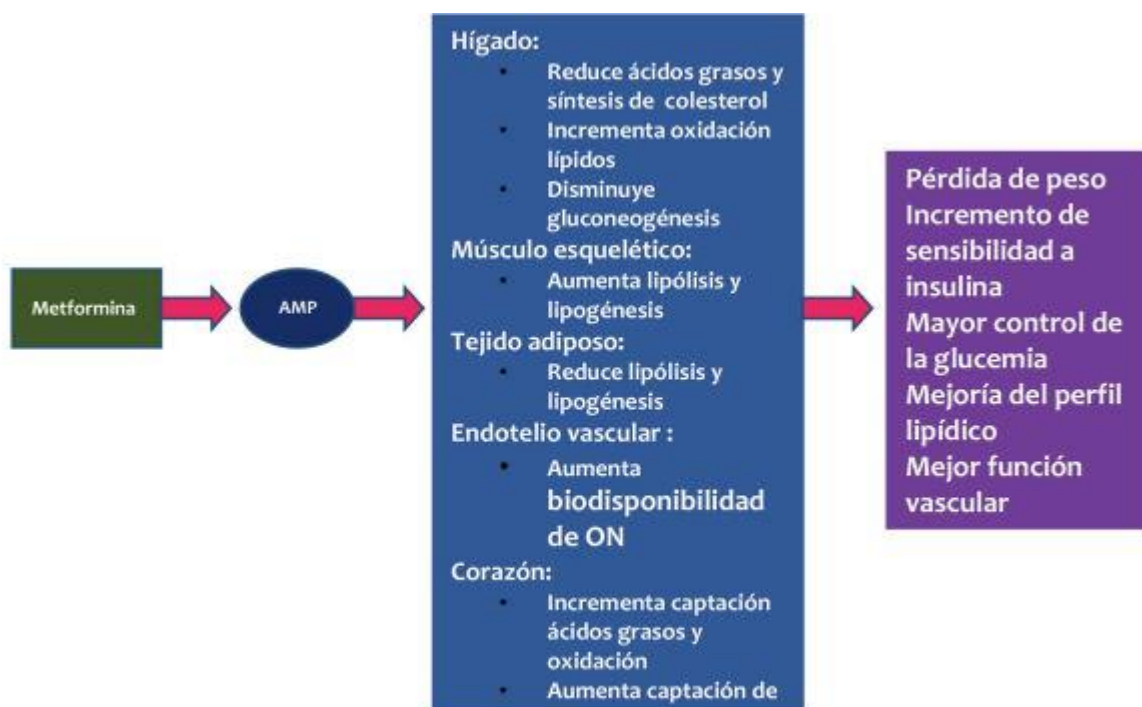 Metformina
AMP
Hígado:
• Reduce ácidos grasos y
síntesis de colesterol
• Incrementa oxidación
lípidos
• Disminuye
gluconeogénesis
Músculo esquelético:
• Aumenta lipólisis y
lipogénesis
Tejido adiposo:
• Reduce lipólisis y
lipogénesis
Endotelio vascular :
• Aumenta
biodisponibilidad
de ON
Corazón:
• Incrementa captación
ácidos grasos y
oxidación
• Aumenta captación de
Pérdida de peso
Incremento de
sensibilidad a
insulina
Mayor control de
la glucemia
Mejoría del perfil
lipídico
Mejor función
vascular